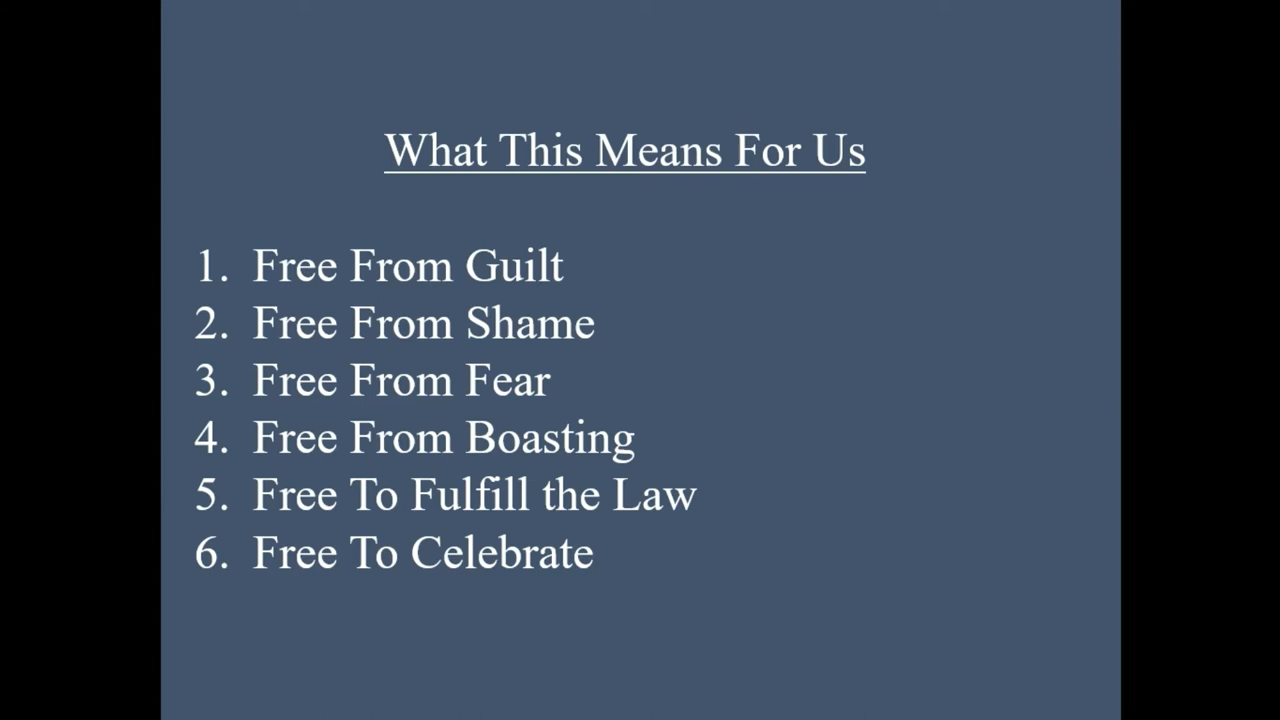 What This Means For Us
1. Free From Guilt
2. Free From Shame
3. Free From Fear
4. Free From Boasting
5. Free To Fulfill the Law
6. Free To Celebrate